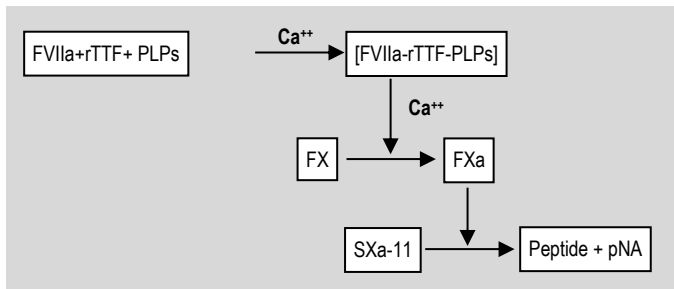 FVIIa+rTTF+ PLPs
Ca++
[FVIIa-rTTF-PLPs]
Ca++
FX
FXa
SXa-11
Peptide + pNA